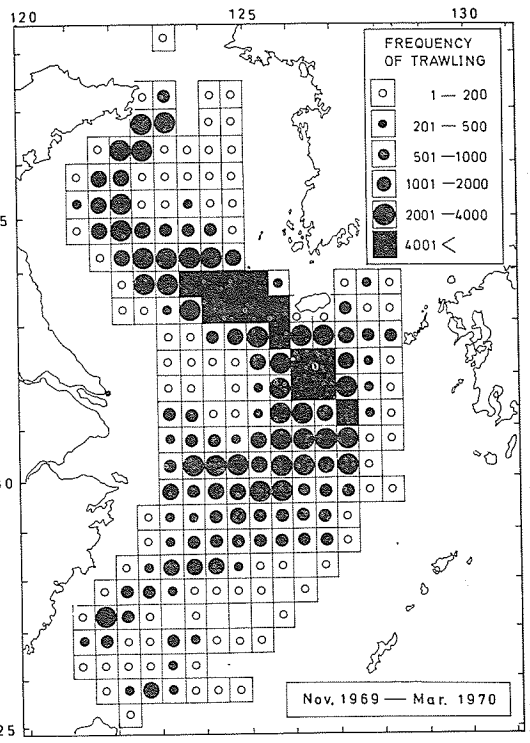 120
125
130
FREQUENCY
OF TRAWLING
1 — 200
201 — 500
501 — 1000
1001 — 2000
2001 — 4000
4001 <
5
0
25
Nov. 1969 — Mar. 1970